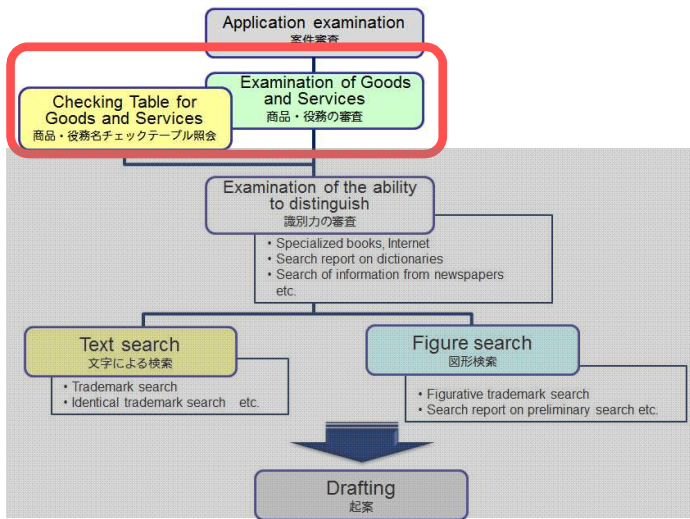 Application examination
案件審査
Examination of Goods
and Services
商品・役務の審査
Checking Table for
Goods and Services
商品・役務名チェックテーブル照会
Examination of the ability
to distinguish
識別力の審査
• Specialized books, Internet
• Search report on dictionaries
• Search of information from newspapers
etc.
Text search
文字による検索
• Trademark search
• Identical trademark search etc.
Figure search
図形検索
• Figurative trademark search
• Search report on preliminary search etc.
Drafting
起案